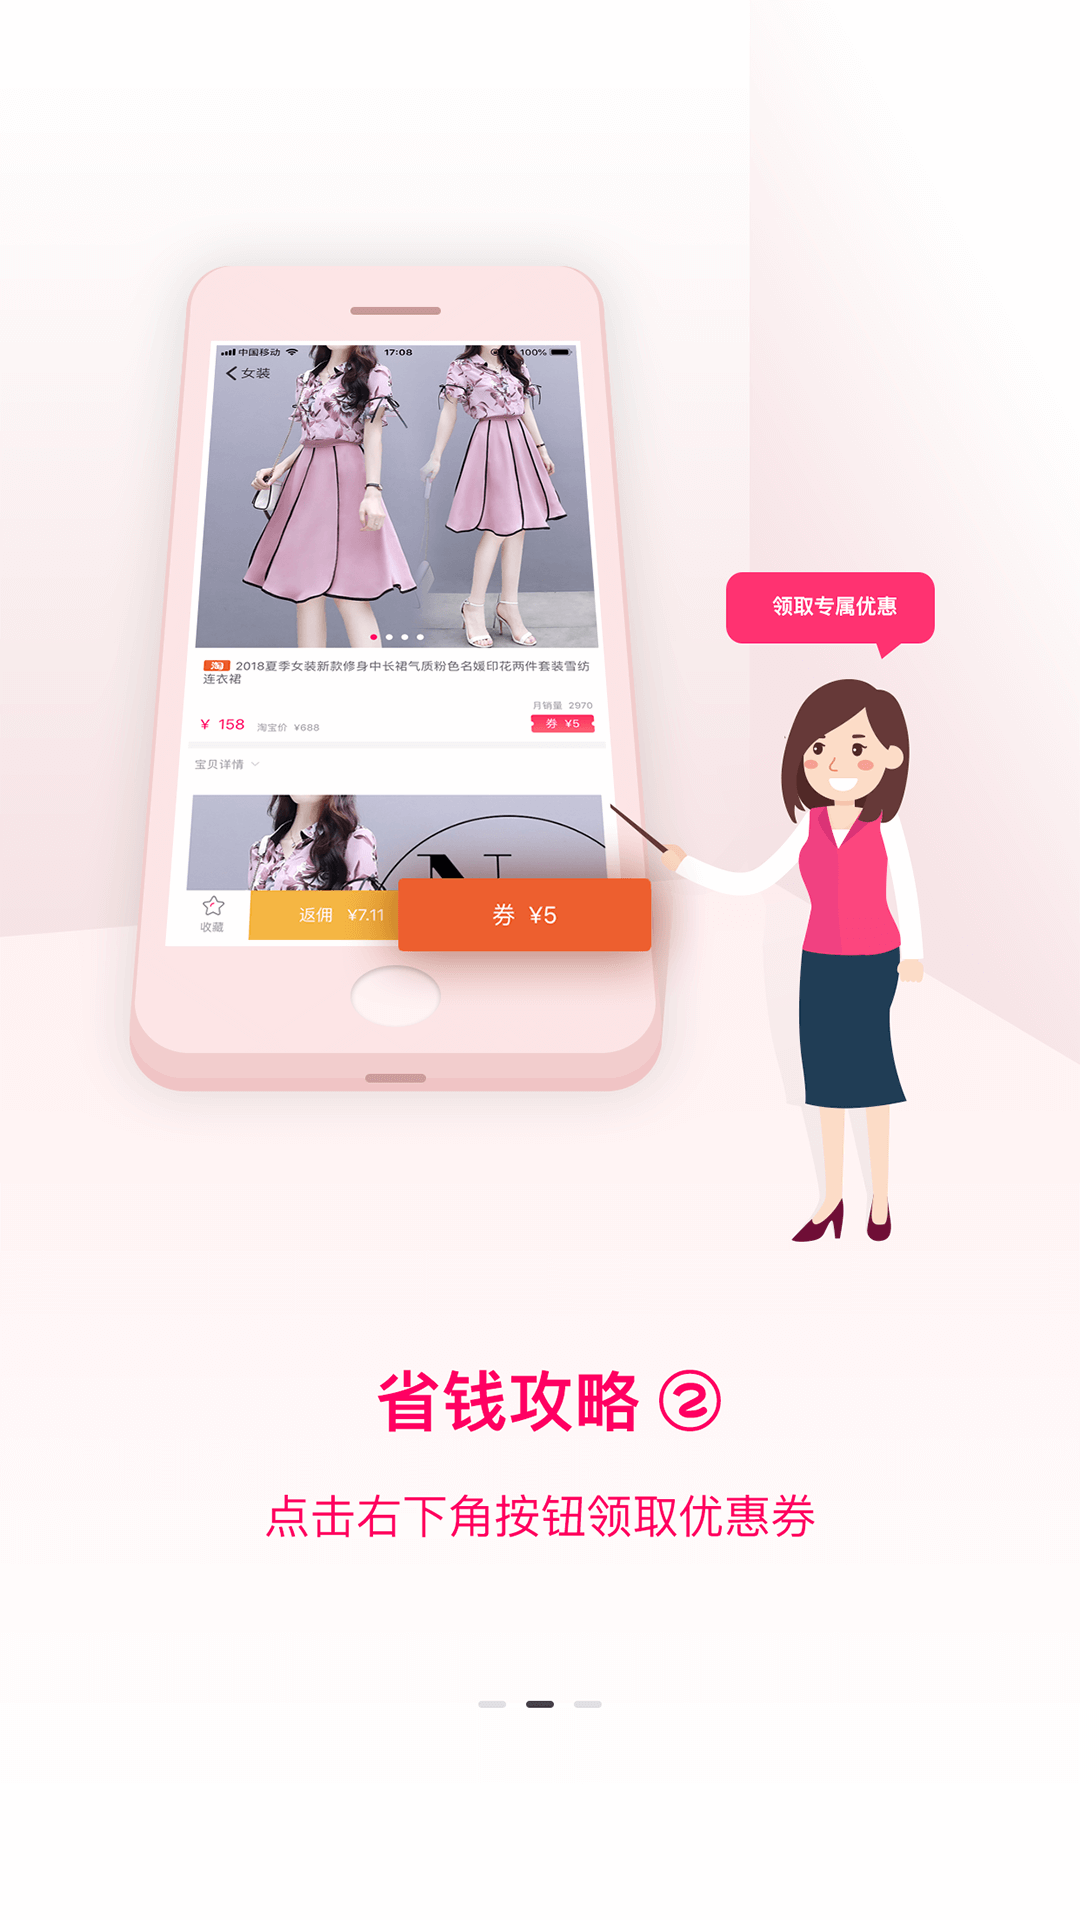 中国移动 17:08 100%
女装
淘 2018夏季女装新款修身中长裙气质粉色名媛印花两件套装雪纺
连衣裙
月销量 2970
¥ 158 淘宝价 ¥688 券 ¥5
宝贝详情
N
收藏 返佣 ¥7.11 券 ¥5
领取专属优惠
省钱攻略 ②
点击右下角按钮领取优惠券